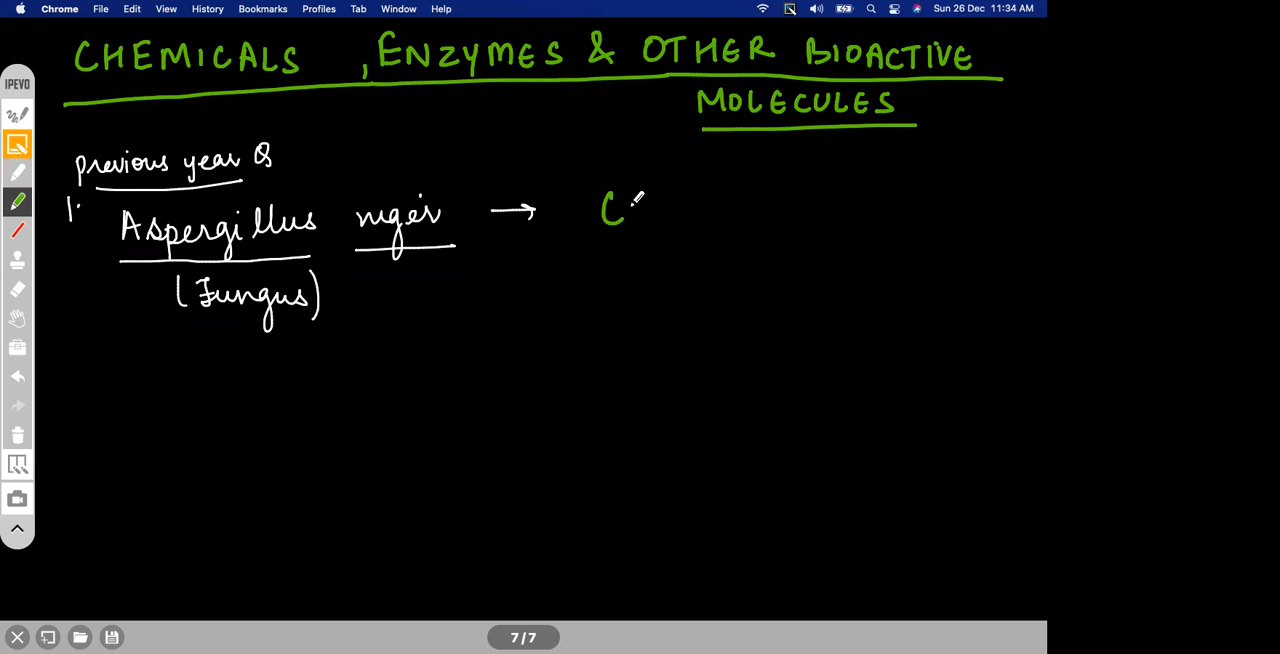 Chrome File Edit View History Bookmarks Profiles Tab Window Help Sun 26 Dec 11:34 AM
CHEMICALS , ENZYMES & OTHER BIOACTIVE
MOLECULES
IPEVO
previous year Q
1. Aspergillus niger → C
(Fungus)
7/7